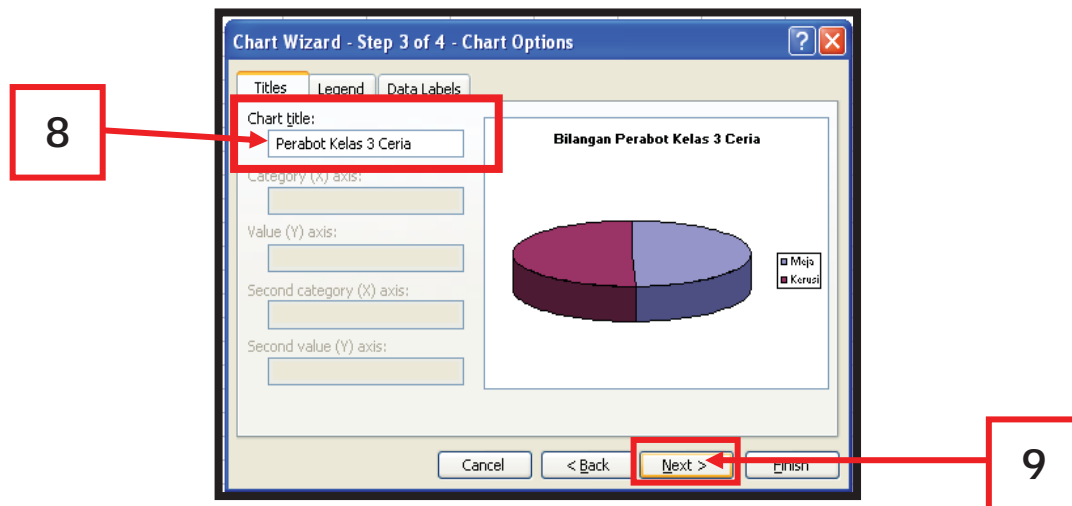 Chart Wizard - Step 3 of 4 - Chart Options
Titles Legend Data Labels
8
Chart title:
Perabot Kelas 3 Ceria
Category (X) axis:
Value (Y) axis:
Second category (X) axis:
Second value (Y) axis:
Bilangan Perabot Kelas 3 Ceria
Meja
Kerusi
Cancel < Back Next > Finish
9